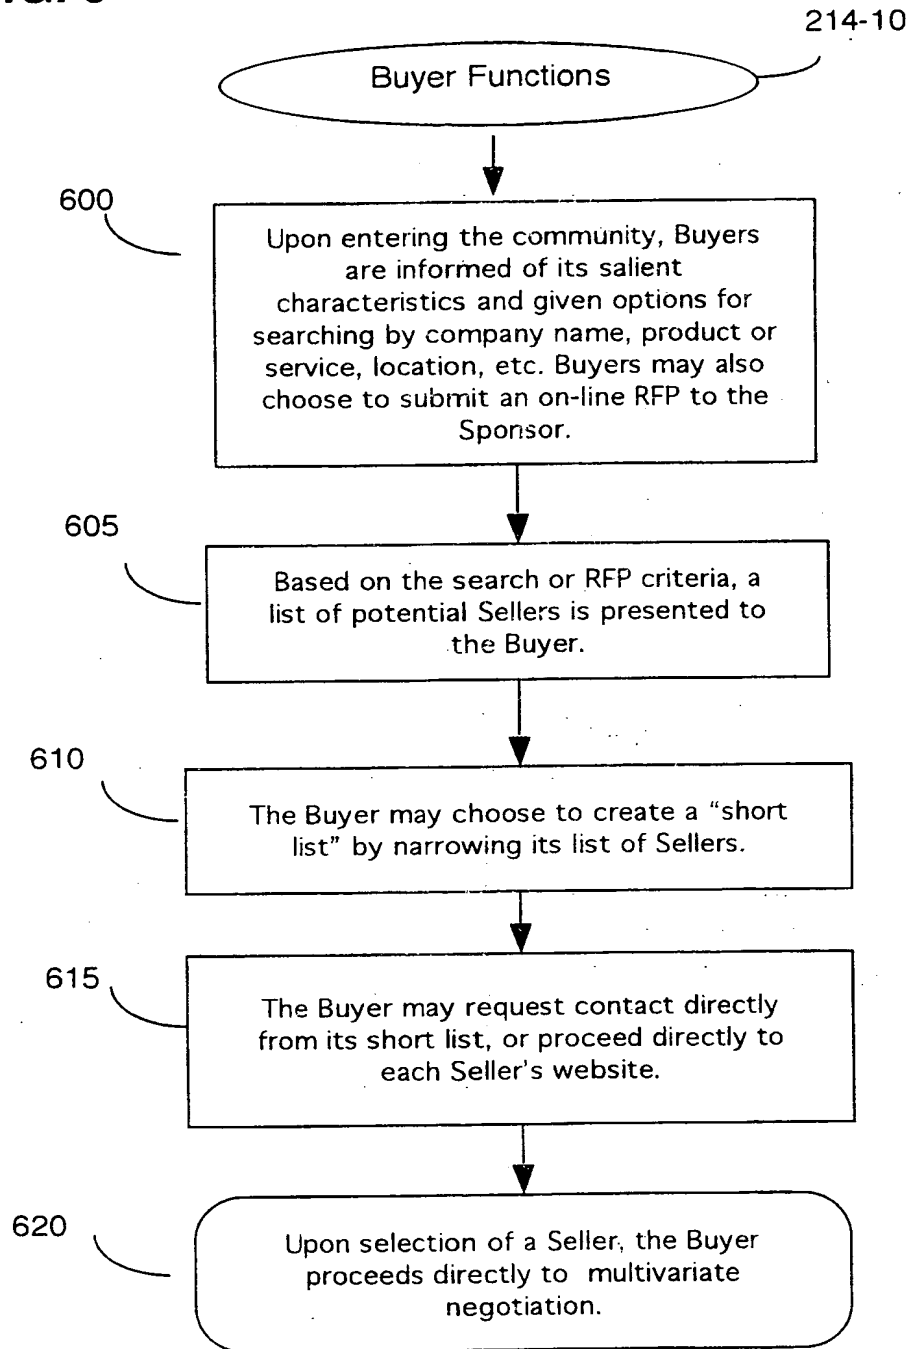 214-10
Buyer Functions
600
Upon entering the community, Buyers
are informed of its salient
characteristics and given options for
searching by company name, product or
service, location, etc. Buyers may also
choose to submit an on-line RFP to the
Sponsor.
605
Based on the search or RFP criteria, a
list of potential Sellers is presented to
the Buyer.
610
The Buyer may choose to create a “short
list” by narrowing its list of Sellers.
615
The Buyer may request contact directly
from its short list, or proceed directly to
each Seller's website.
620
Upon selection of a Seller, the Buyer
proceeds directly to multivariate
negotiation.